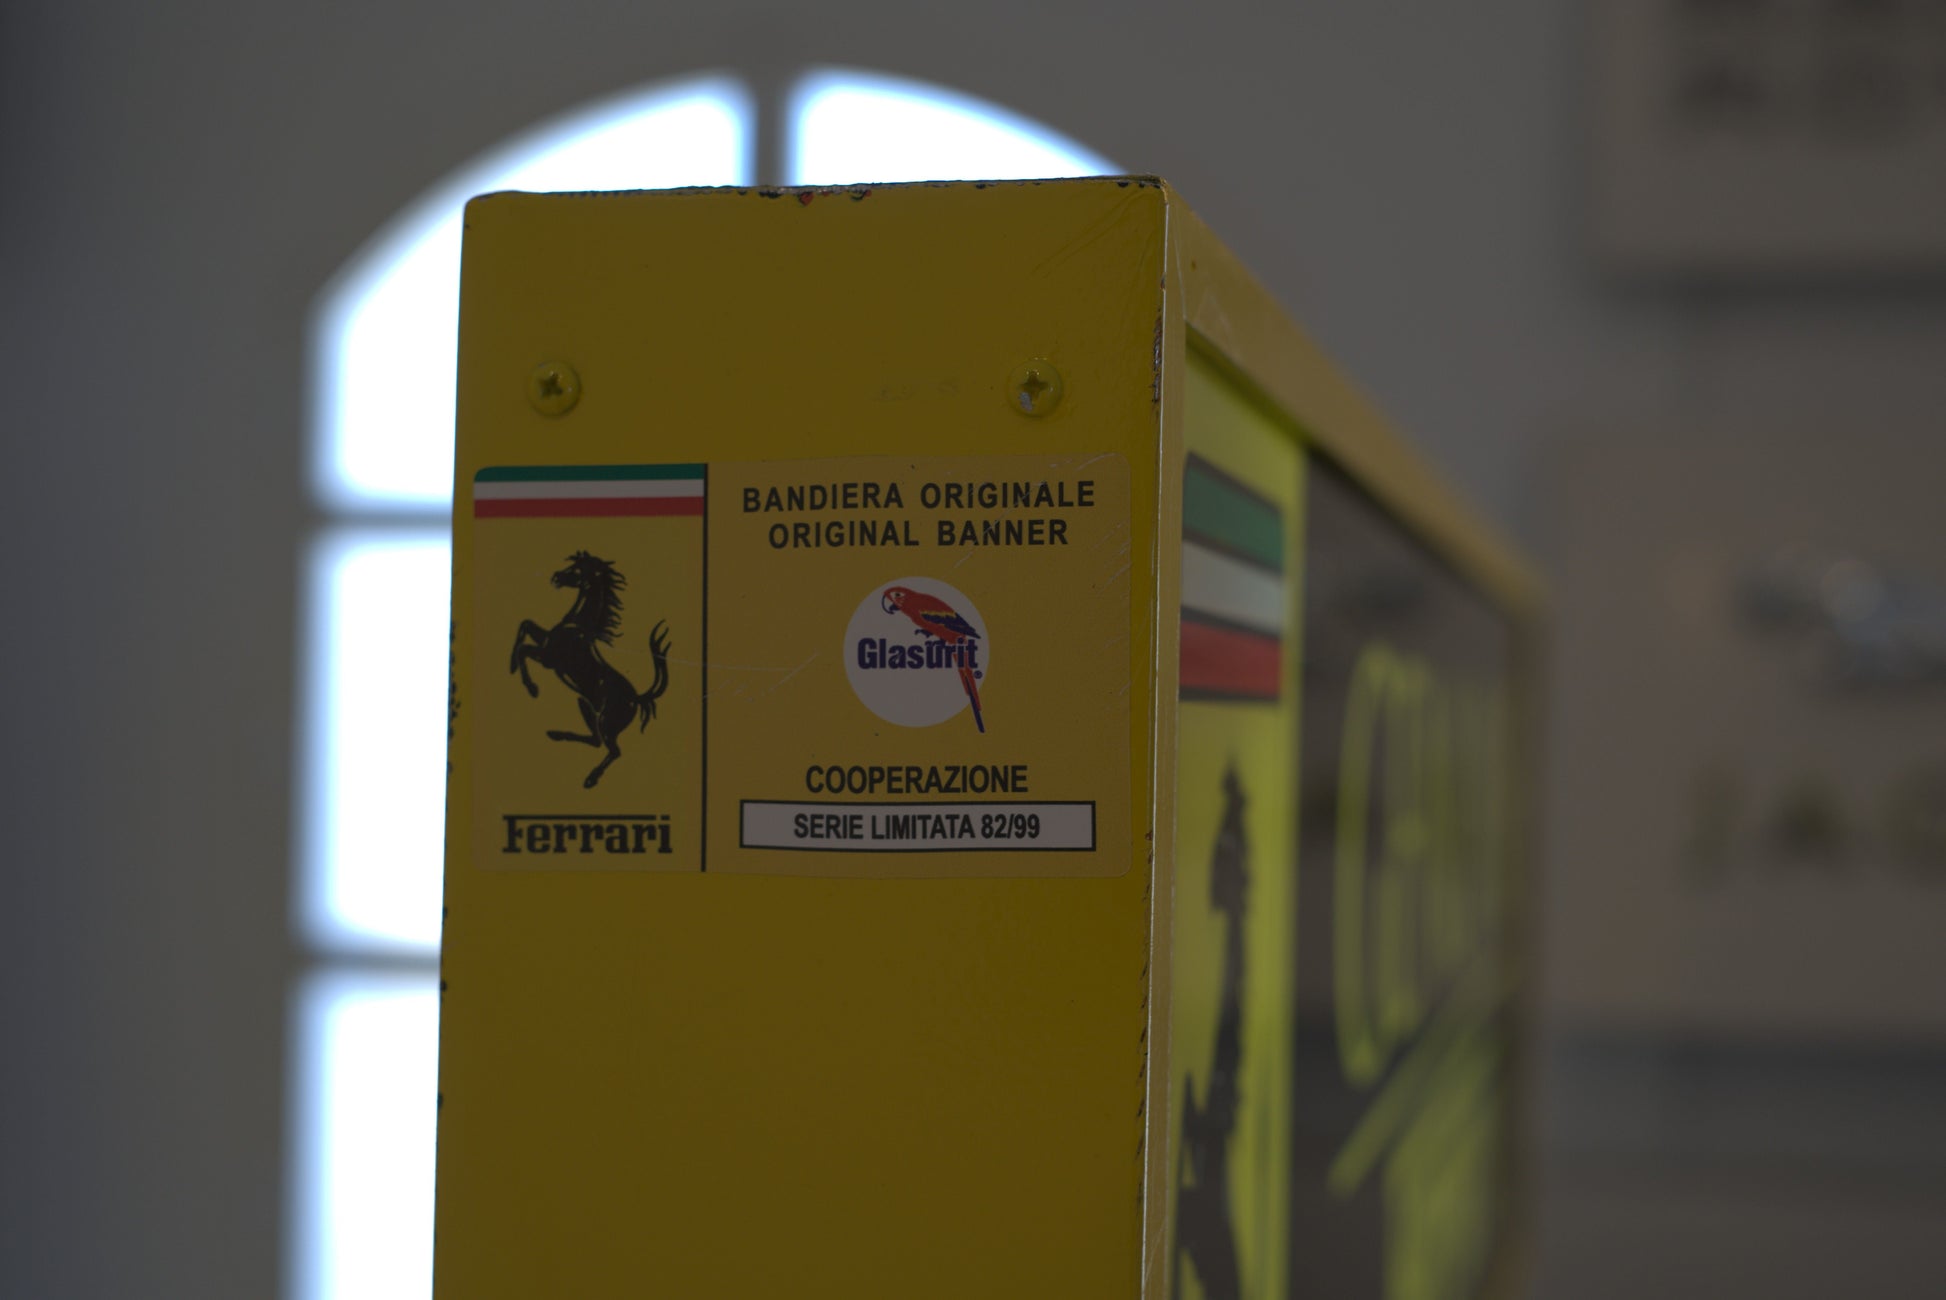 BANDIERA ORIGINALE
ORIGINAL BANNER
Glasurit
COOPERAZIONE
SERIE LIMITATA 82/99
Ferrari